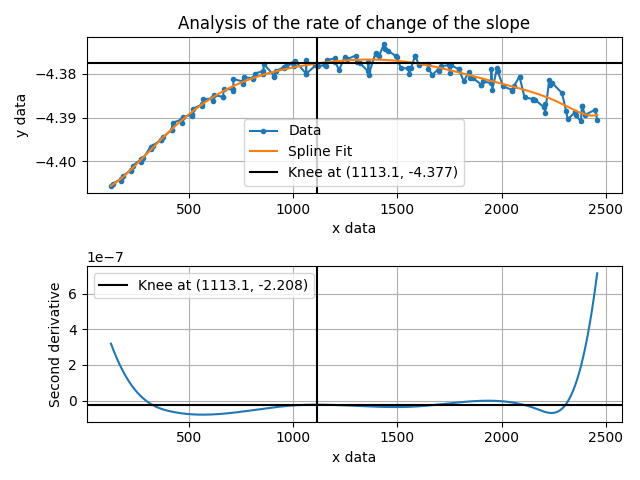 Analysis of the rate of change of the slope
y data
−4.38
−4.39
−4.40
Data
Spline Fit
Knee at (1113.1, -4.377)
500
1000
1500
2000
2500
x data
1e−7
Second derivative
6
4
2
0
Knee at (1113.1, -2.208)
500
1000
1500
2000
2500
x data